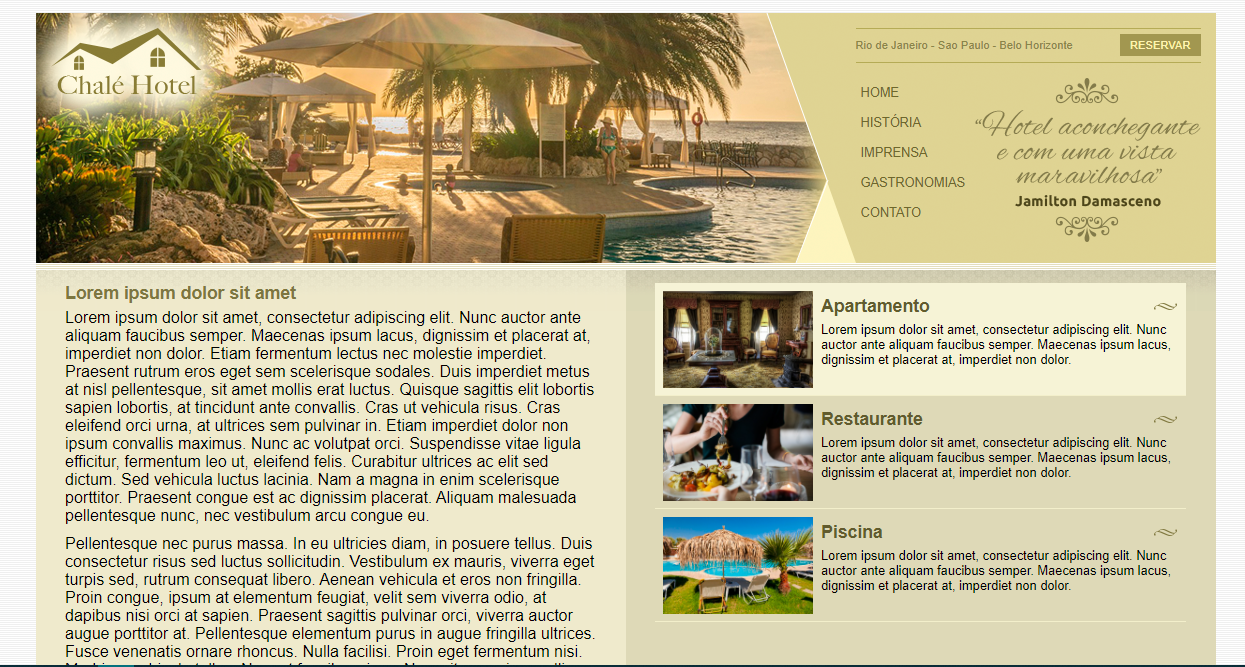 Chalé Hotel
Rio de Janeiro - Sao Paulo - Belo Horizonte
RESERVAR
HOME
HISTÓRIA
IMPRENSA
GASTRONOMIAS
CONTATO
“Hotel aconchegante
e com uma vista
maravilhosa”
Jamilton Damasceno
Lorem ipsum dolor sit amet
Lorem ipsum dolor sit amet, consectetur adipiscing elit. Nunc auctor ante
aliquam faucibus semper. Maecenas ipsum lacus, dignissim et placerat at,
imperdiet non dolor. Etiam fermentum lectus nec molestie imperdiet.
Praesent rutrum eros eget sem scelerisque sodales. Duis imperdiet metus
at nisl pellentesque, sit amet mollis erat luctus. Quisque sagittis elit lobortis
sapien lobortis, at tincidunt ante convallis. Cras ut vehicula risus. Cras
eleifend orci urna, at ultrices sem pulvinar in. Etiam imperdiet dolor non
ipsum convallis maximus. Nunc ac volutpat orci. Suspendisse vitae ligula
efficitur, fermentum leo ut, eleifend felis. Curabitur ultrices ac elit sed
dictum. Sed vehicula luctus lacinia. Nam a magna in enim scelerisque
porttitor. Praesent congue est ac dignissim placerat. Aliquam malesuada
pellentesque nunc, nec vestibulum arcu congue eu.
Pellentesque nec purus massa. In eu ultricies diam, in posuere tellus. Duis
consectetur risus sed luctus sollicitudin. Vestibulum ex mauris, viverra eget
turpis sed, rutrum consequat libero. Aenean vehicula et eros non fringilla.
Proin congue, ipsum at elementum feugiat, velit sem viverra odio, at
dapibus nisi orci at sapien. Praesent sagittis pulvinar orci, viverra auctor
augue porttitor at. Pellentesque elementum purus in augue fringilla ultrices.
Fusce venenatis ornare rhoncus. Nulla facilisi. Proin eget fermentum nisi.
Apartamento
Lorem ipsum dolor sit amet, consectetur adipiscing elit. Nunc
auctor ante aliquam faucibus semper. Maecenas ipsum lacus,
dignissim et placerat at, imperdiet non dolor.
Restaurante
Lorem ipsum dolor sit amet, consectetur adipiscing elit. Nunc
auctor ante aliquam faucibus semper. Maecenas ipsum lacus,
dignissim et placerat at, imperdiet non dolor.
Piscina
Lorem ipsum dolor sit amet, consectetur adipiscing elit. Nunc
auctor ante aliquam faucibus semper. Maecenas ipsum lacus,
dignissim et placerat at, imperdiet non dolor.